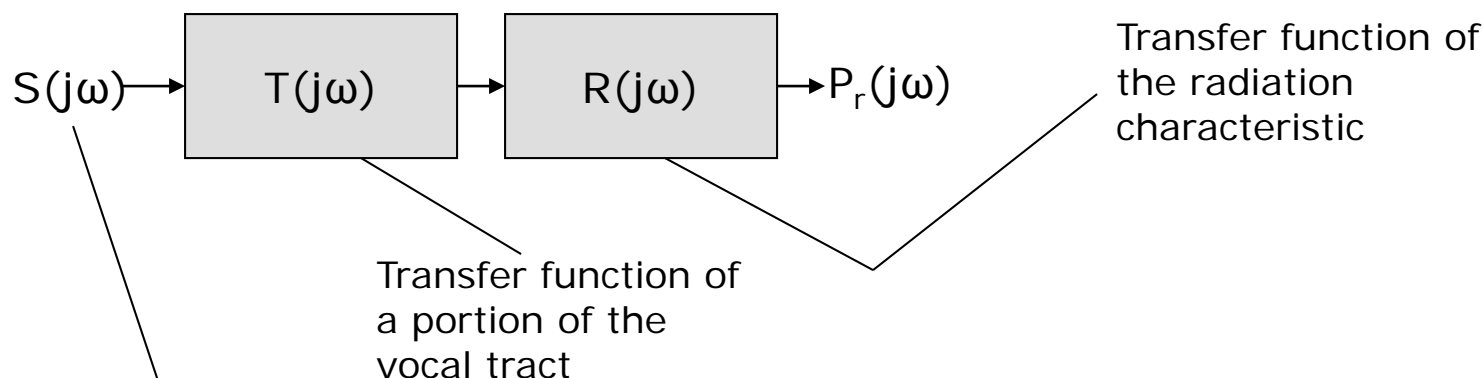 S(jω)
T(jω)
R(jω)
Pr(jω)
Transfer function of
the radiation
characteristic
Transfer function of
a portion of the
vocal tract